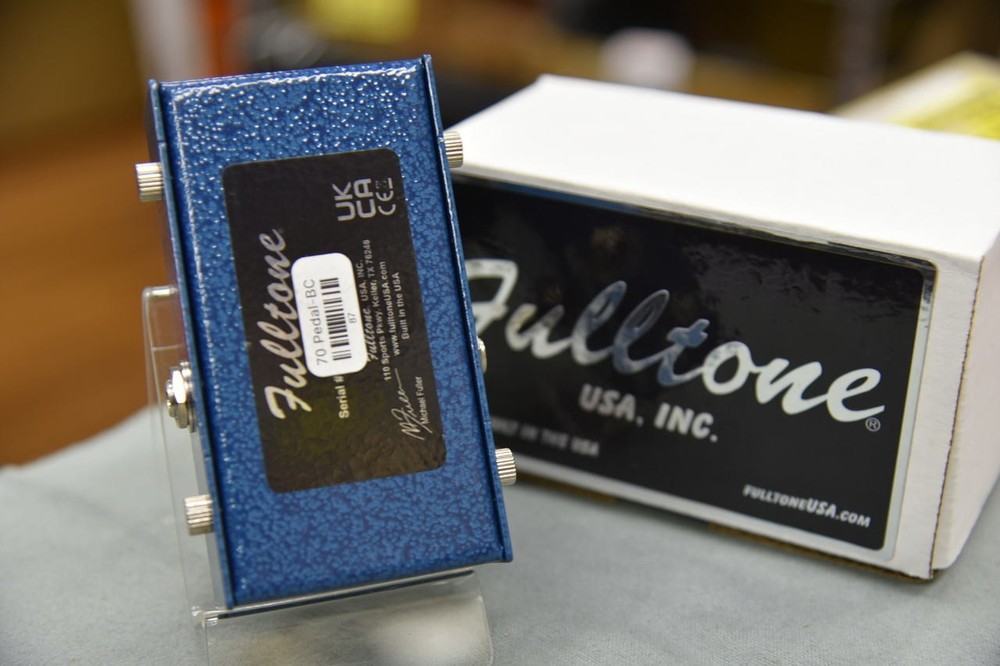 Fulltone
70 Pedal-BC
87
Serial #
Fulltone USA, INC.
110 Sports Pkwy, Keller, TX 76248
www.fulltoneUSA.com
Built in the USA
Michael Fuller
UK
CA
CE
Fulltone®
USA, INC.
IN THE USA
FULLTONEUSA.COM